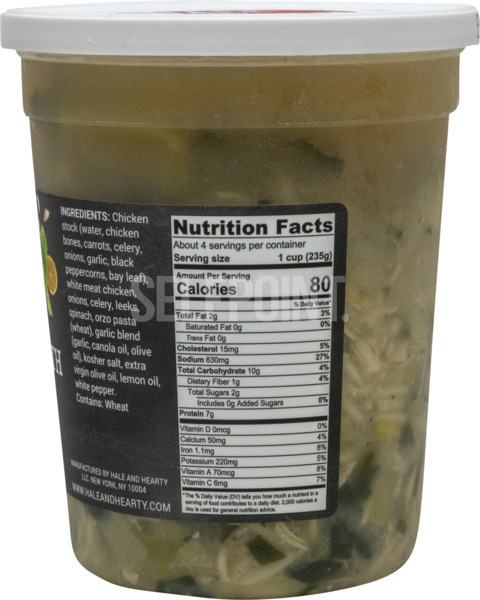 INGREDIENTS: Chicken
stock (water, chicken
bones, carrots, celery,
onions, garlic, black
peppercorns, bay leaf),
white meat chicken,
onions, celery, leeks,
spinach, orzo pasta
(wheat), garlic blend
(garlic, canola oil, olive
oil), kosher salt, extra
virgin olive oil, lemon oil,
white pepper.
Contains: Wheat
MANUFACTURED BY HALE AND HEARTY
LLC. NEW YORK, NY 10004
WWW.HALEANDHEARTY.COM
TH
Nutrition Facts
About 4 servings per container
Serving size 1 cup (235g)
Amount Per Serving
Calories 80
% Daily Value*
Total Fat 2g 3%
Saturated Fat 0g 0%
Trans Fat 0g
Cholesterol 15mg 5%
Sodium 630mg 27%
Total Carbohydrate 10g 4%
Dietary Fiber 1g 4%
Total Sugars 2g
Includes 0g Added Sugars 0%
Protein 7g
Vitamin D 0mcg 0%
Calcium 50mg 4%
Iron 1.1mg 6%
Potassium 220mg 5%
Vitamin A 70mcg 8%
Vitamin C 6mg 7%
*The % Daily Value (DV) tells you how much a nutrient in a
serving of food contributes to a daily diet. 2,000 calories a
day is used for general nutrition advice.
SELFPOINT.